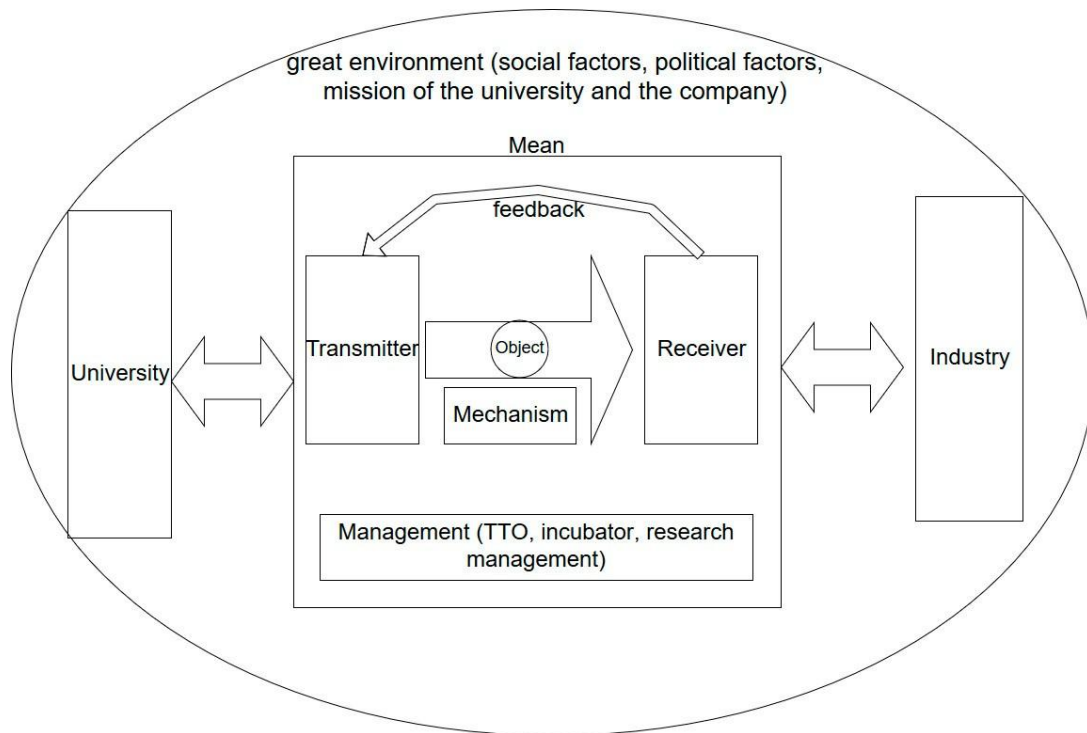 great environment (social factors, political factors,
mission of the university and the company)
Mean
feedback
University
Transmitter
Object
Mechanism
Receiver
Industry
Management (TTO, incubator, research
management)